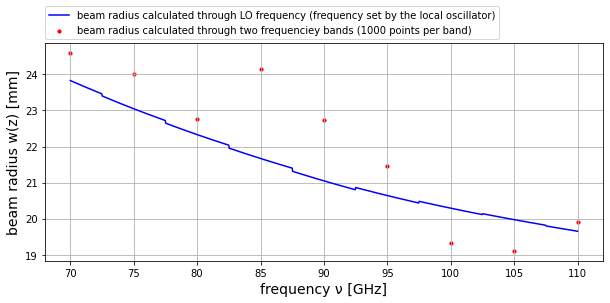 beam radius calculated through LO frequency (frequency set by the local oscillator)
beam radius calculated through two frequenciey bands (1000 points per band)
24
23
22
21
20
19
beam radius w(z) [mm]
70 75 80 85 90 95 100 105 110
frequency ν [GHz]